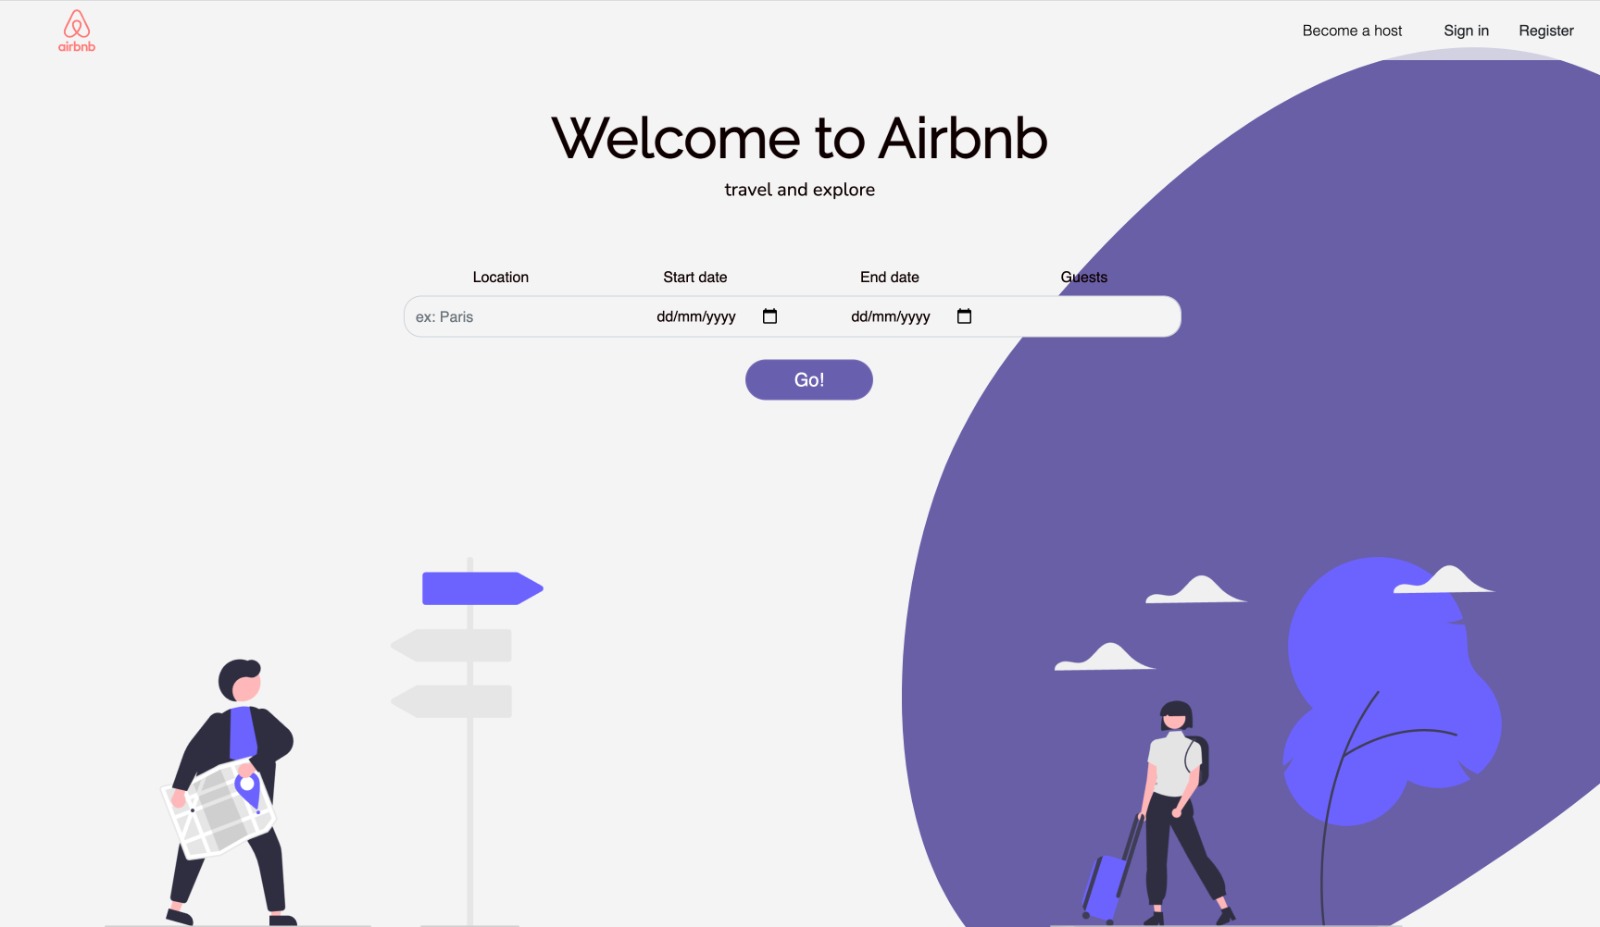 airbnb
Become a host Sign in Register
Welcome to Airbnb
travel and explore
Location Start date End date Guests
ex: Paris dd/mm/yyyy dd/mm/yyyy
Go!